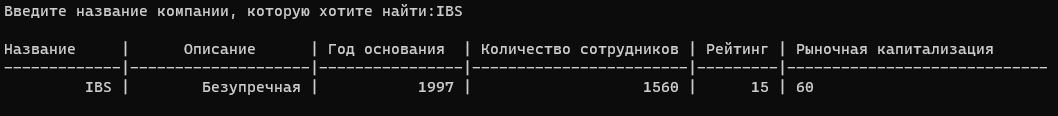 Введите название компании, которую хотите найти:IBS
Название | Описание | Год основания | Количество сотрудников | Рейтинг | Рыночная капитализация
-------------|--------------------|----------------|------------------------|---------|-----------------------------
IBS | Безупречная | 1997 | 1560 | 15 | 60